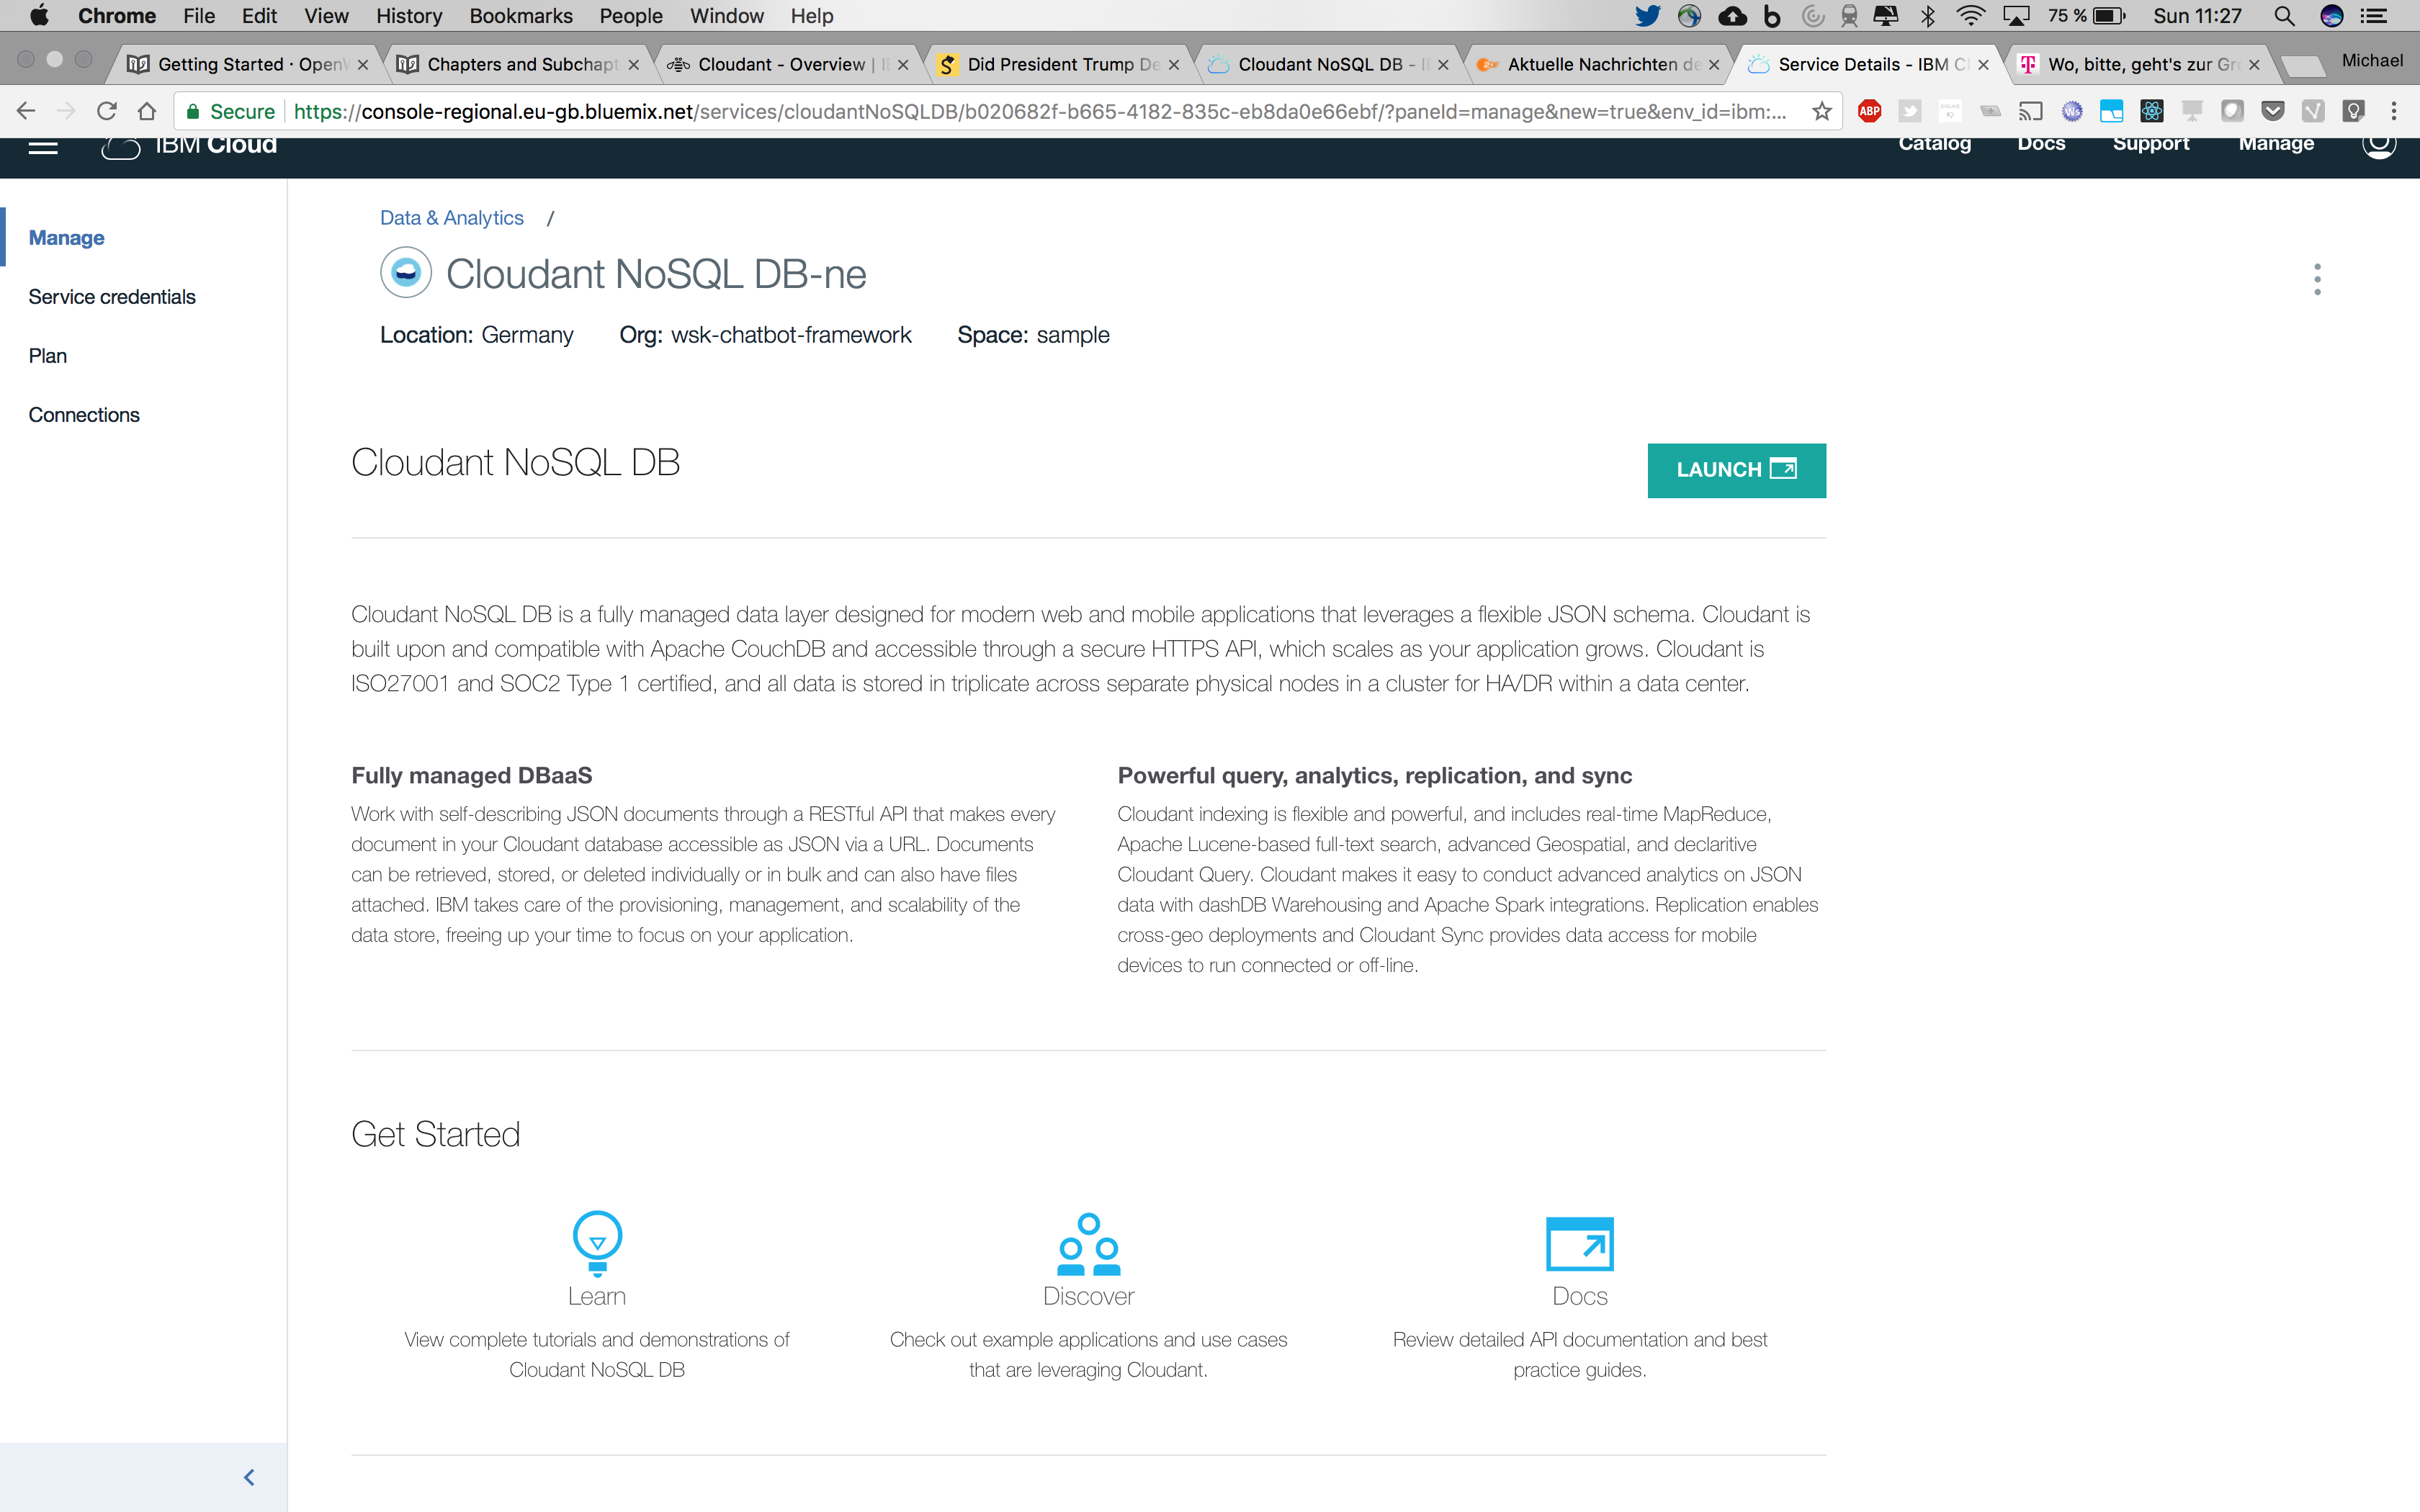 Chrome File Edit View History Bookmarks People Window Help 75 % Sun 11:27
Getting Started · Open Chapters and Subchapt Cloudant - Overview | Did President Trump De Cloudant NoSQL DB - Aktuelle Nachrichten de Service Details - IBM C Wo, bitte, geht's zur Gr Michael
Secure https://console-regional.eu-gb.bluemix.net/services/cloudantNoSQLDB/b020682f-b665-4182-835c-eb8da0e66ebf/?paneId=manage&new=true&env_id=ibm:... ABP
IBM Cloud Catalog Docs Support Manage
Manage
Service credentials
Plan
Connections
Data & Analytics /
Cloudant NoSQL DB-ne
Location: Germany Org: wsk-chatbot-framework Space: sample
Cloudant NoSQL DB LAUNCH
Cloudant NoSQL DB is a fully managed data layer designed for modern web and mobile applications that leverages a flexible JSON schema. Cloudant is
built upon and compatible with Apache CouchDB and accessible through a secure HTTPS API, which scales as your application grows. Cloudant is
ISO27001 and SOC2 Type 1 certified, and all data is stored in triplicate across separate physical nodes in a cluster for HA/DR within a data center.
Fully managed DBaaS
Work with self-describing JSON documents through a RESTful API that makes every
document in your Cloudant database accessible as JSON via a URL. Documents
can be retrieved, stored, or deleted individually or in bulk and can also have files
attached. IBM takes care of the provisioning, management, and scalability of the
data store, freeing up your time to focus on your application.
Powerful query, analytics, replication, and sync
Cloudant indexing is flexible and powerful, and includes real-time MapReduce,
Apache Lucene-based full-text search, advanced Geospatial, and declaritive
Cloudant Query. Cloudant makes it easy to conduct advanced analytics on JSON
data with dashDB Warehousing and Apache Spark integrations. Replication enables
cross-geo deployments and Cloudant Sync provides data access for mobile
devices to run connected or off-line.
Get Started
Learn
View complete tutorials and demonstrations of
Cloudant NoSQL DB
Discover
Check out example applications and use cases
that are leveraging Cloudant.
Docs
Review detailed API documentation and best
practice guides.